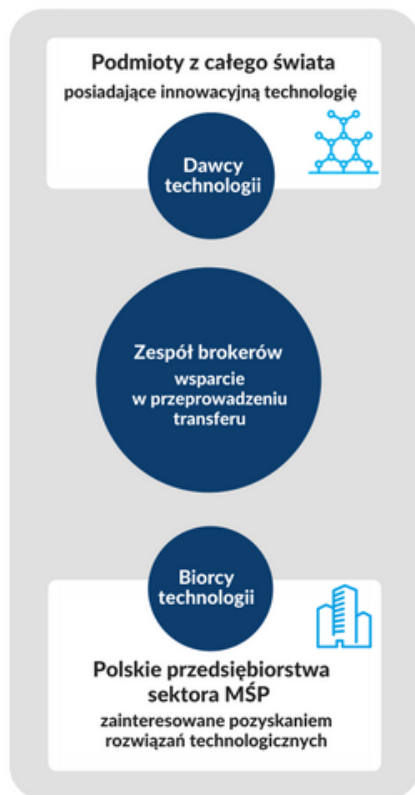 Podmioty z całego świata
posiadające innowacyjną technologię
Dawcy
technologii
Zespół brokerów
wsparcie
w przeprowadzeniu
transferu
Biorcy
technologii
Polskie przedsiębiorstwa
sektora MŚP
zainteresowane pozyskaniem
rozwiązań technologicznych